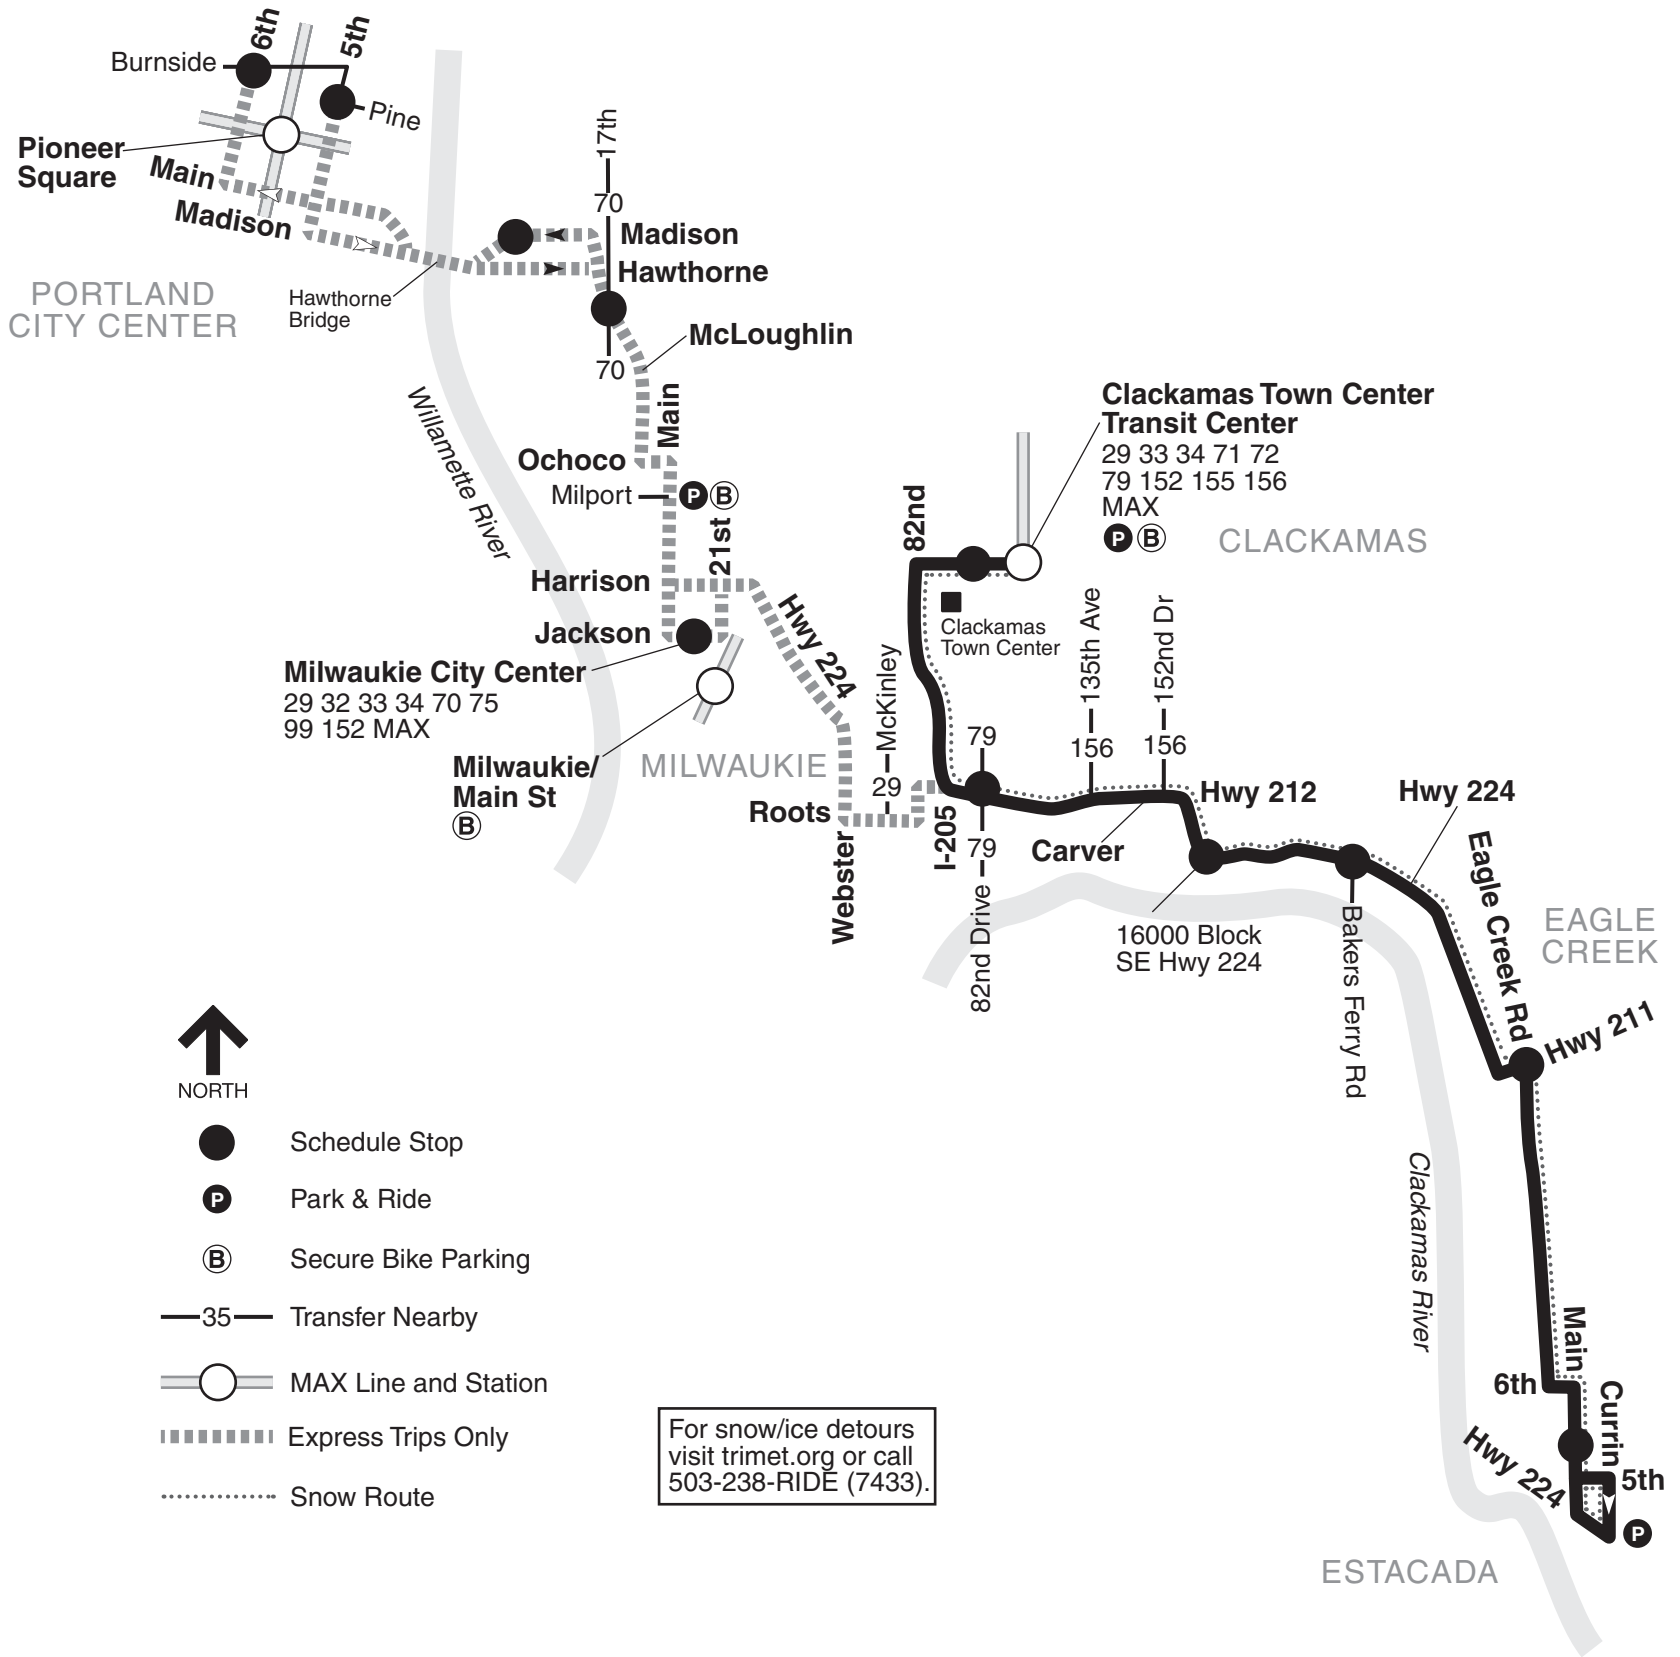 6th
5th
Burnside
Pine
Pioneer
Square
Main
Madison
17th
70
Madison
Hawthorne
PORTLAND
CITY CENTER
Hawthorne
Bridge
McLoughlin
70
Willamette River
Main
Ochoco
Milport
P B
21st
Harrison
Jackson
Hwy 224
Milwaukie City Center
29 32 33 34 70 75
99 152 MAX
Milwaukie/
Main St
B
MILWAUKIE
Clackamas Town Center
Transit Center
29 33 34 71 72
79 152 155 156
MAX
P B
CLACKAMAS
82nd
Clackamas
Town Center
McKinley
29
135th Ave
156
152nd Dr
156
79
Roots
Webster
I-205
79
82nd Drive
Carver
Hwy 212
Hwy 224
16000 Block
SE Hwy 224
Bakers Ferry Rd
Eagle Creek Rd
EAGLE
CREEK
Hwy 211
Clackamas River
Main
6th
Currin
Hwy 224
5th
P
ESTACADA
NORTH
Schedule Stop
P Park & Ride
B Secure Bike Parking
35 Transfer Nearby
MAX Line and Station
Express Trips Only
Snow Route
For snow/ice detours
visit trimet.org or call
503-238-RIDE (7433).